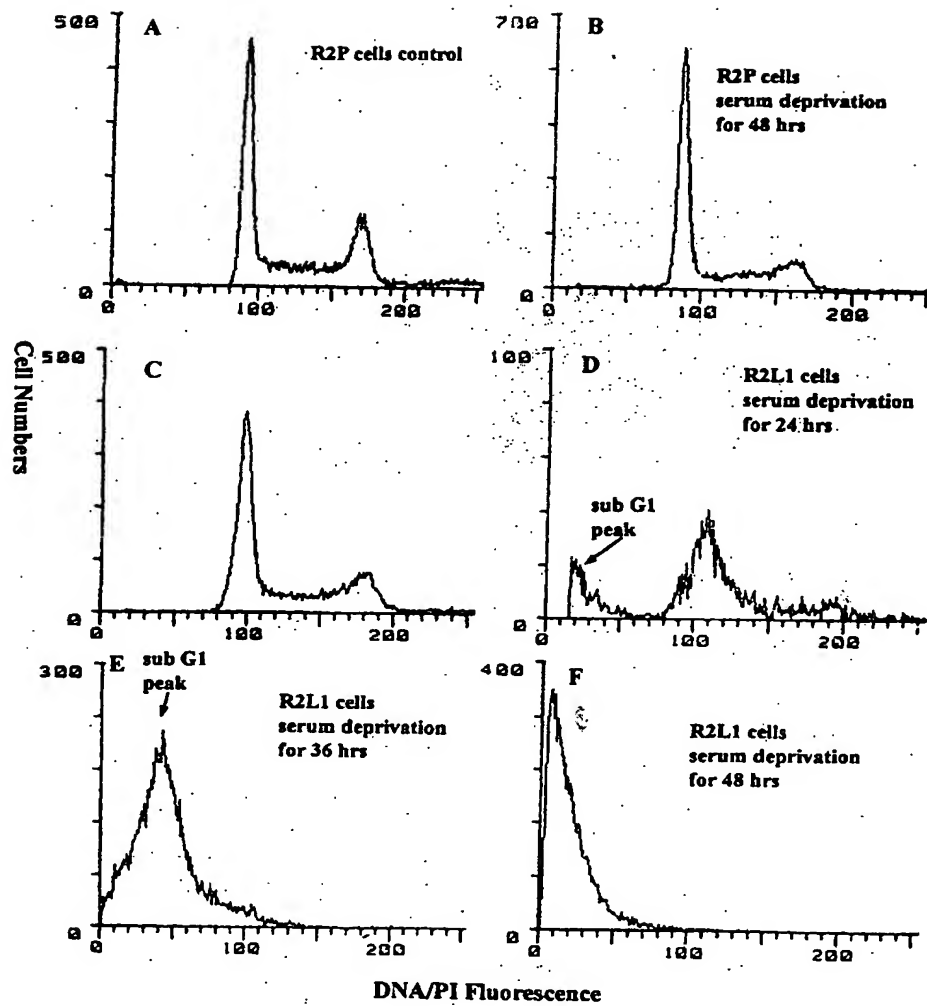 500
A
R2P cells control
0
0
100
200
700
B
R2P cells
serum deprivation
for 48 hrs
0
0
100
200
Cell Numbers
500
C
0
0
100
200
100
D
R2L1 cells
serum deprivation
for 24 hrs
sub G1
peak
0
0
100
200
300
E
sub G1
peak
R2L1 cells
serum deprivation
for 36 hrs
0
0
50
100
200
400
F
R2L1 cells
serum deprivation
for 48 hrs
0
0
100
200
DNA/PI Fluorescence